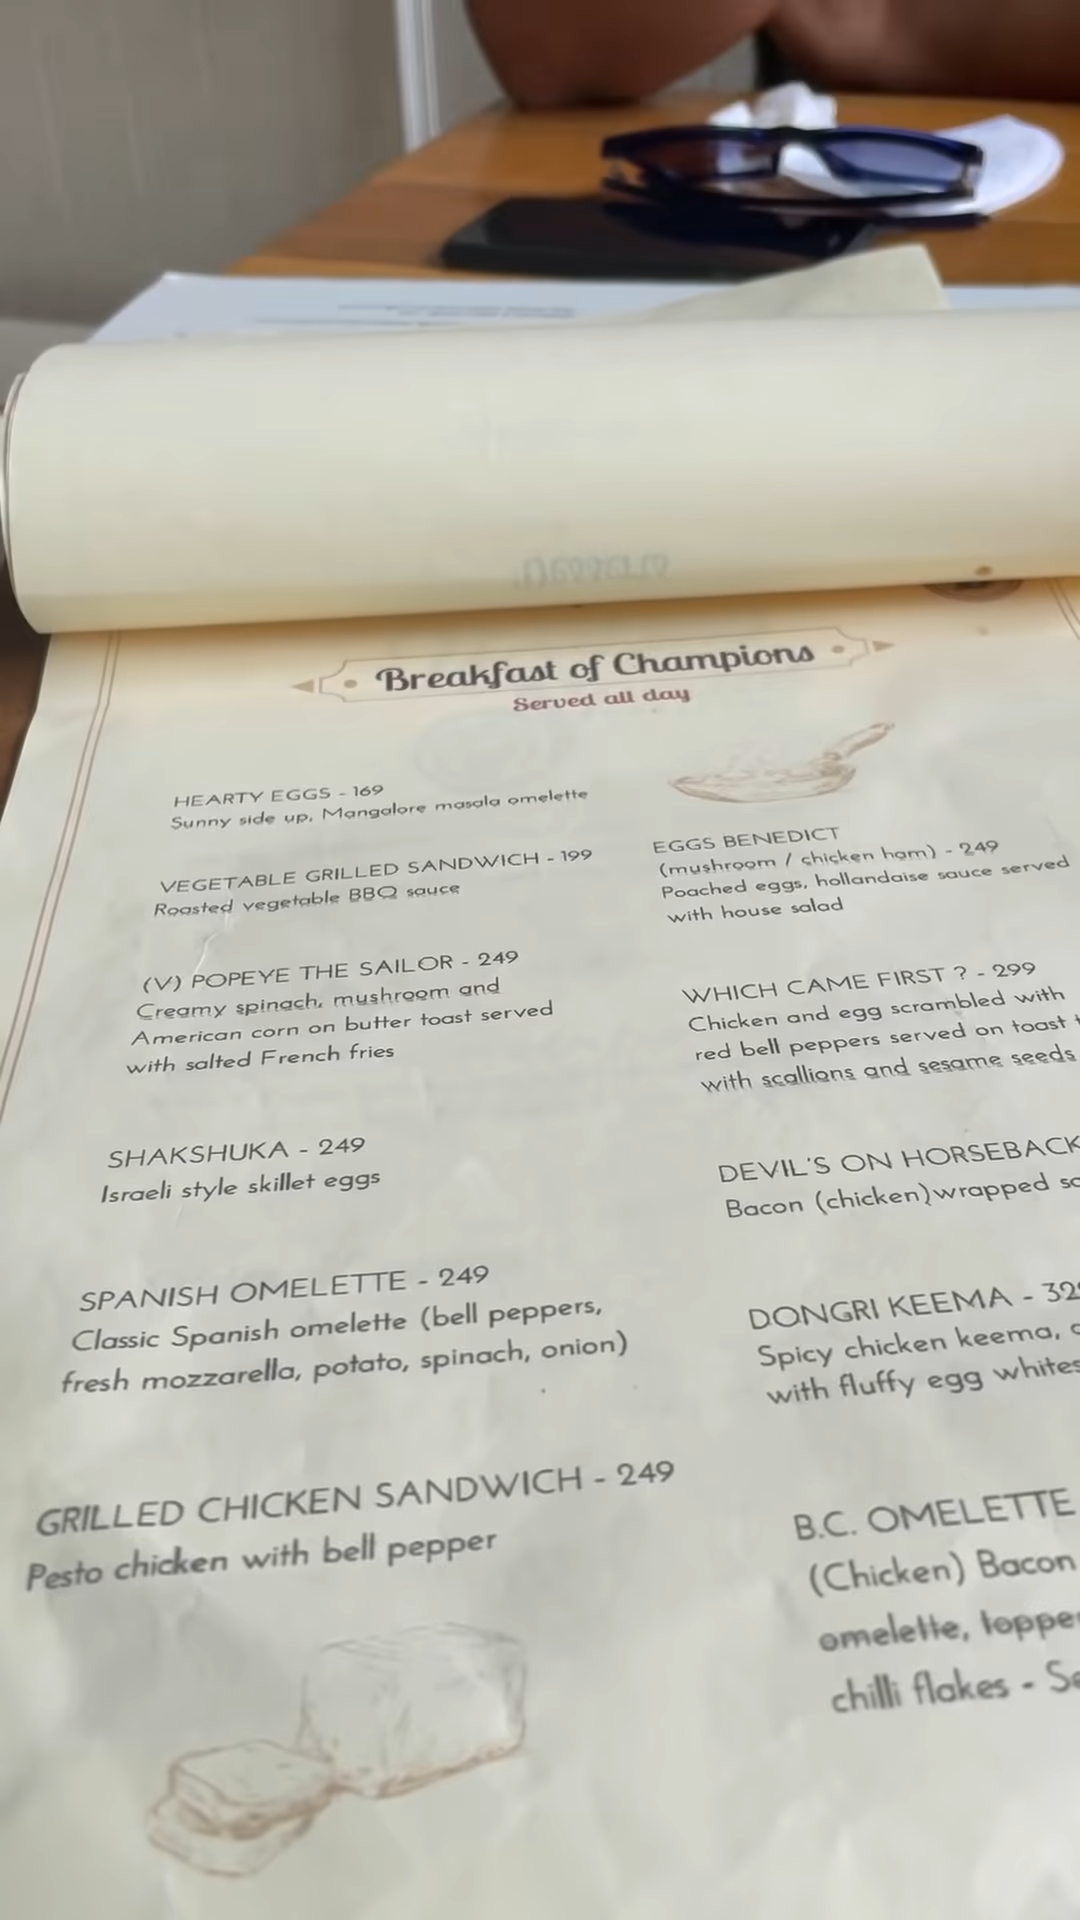 Breakfast of Champions
Served all day
HEARTY EGGS - 169
Sunny side up, Mangalore masala omelette
VEGETABLE GRILLED SANDWICH - 199
Roasted vegetable BBQ sauce
(V) POPEYE THE SAILOR - 249
Creamy spinach, mushroom and
American corn on butter toast served
with salted French fries
SHAKSHUKA - 249
Israeli style skillet eggs
SPANISH OMELETTE - 249
Classic Spanish omelette (bell peppers,
fresh mozzarella, potato, spinach, onion)
GRILLED CHICKEN SANDWICH - 249
Pesto chicken with bell pepper
EGGS BENEDICT
(mushroom / chicken ham) - 249
Poached eggs, hollandaise sauce served
with house salad
WHICH CAME FIRST ? - 299
Chicken and egg scrambled with
red bell peppers served on toast
with scallions and sesame seeds
DEVIL'S ON HORSEBACK
Bacon (chicken)wrapped
DONGRI KEEMA -
Spicy chicken keema,
with fluffy egg whites
B.C. OMELETTE
(Chicken) Bacon
omelette,
chilli flakes -